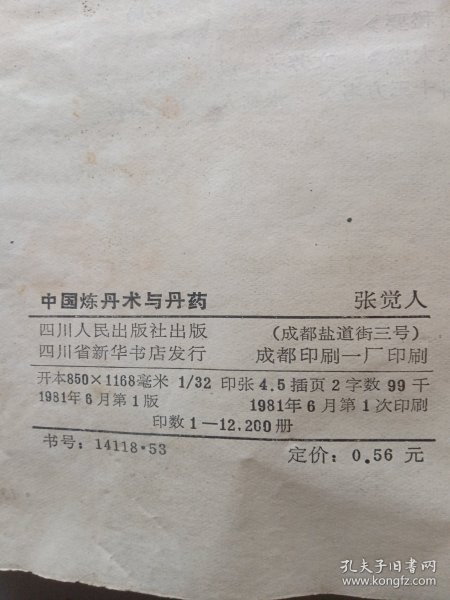 中国炼丹术与丹药 张觉人
四川人民出版社出版 (成都盐道街三号)
四川省新华书店发行 成都印刷一厂印刷
开本850×1168毫米 1/32 印张 4.5 插页 2 字数 99 千
1981年 6 月第 1 版 1981年 6 月第 1 次印刷
印数 1—12,200册
书号: 14118·53 定价: 0.56 元
孔夫子旧书网
www.kongfz.com